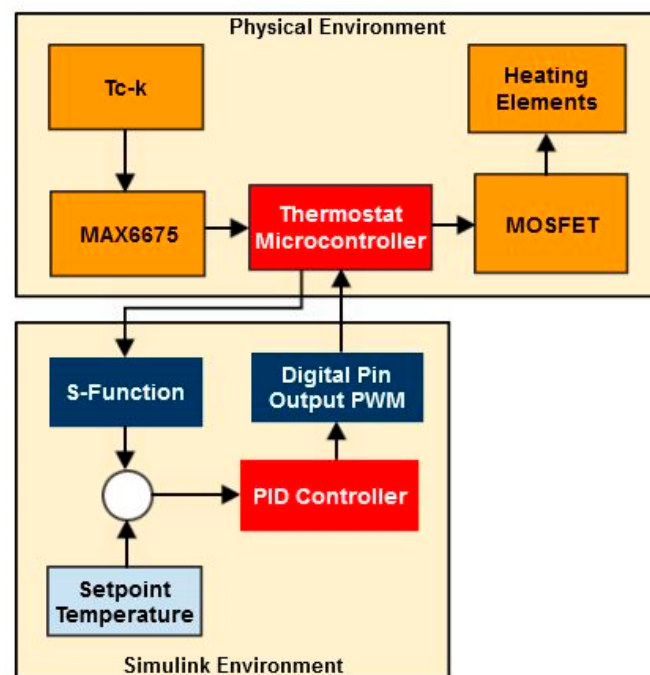 Physical Environment
Tc-k
Heating
Elements
MAX6675
Thermostat
Microcontroller
MOSFET
S-Function
Digital Pin
Output PWM
PID Controller
Setpoint
Temperature
Simulink Environment